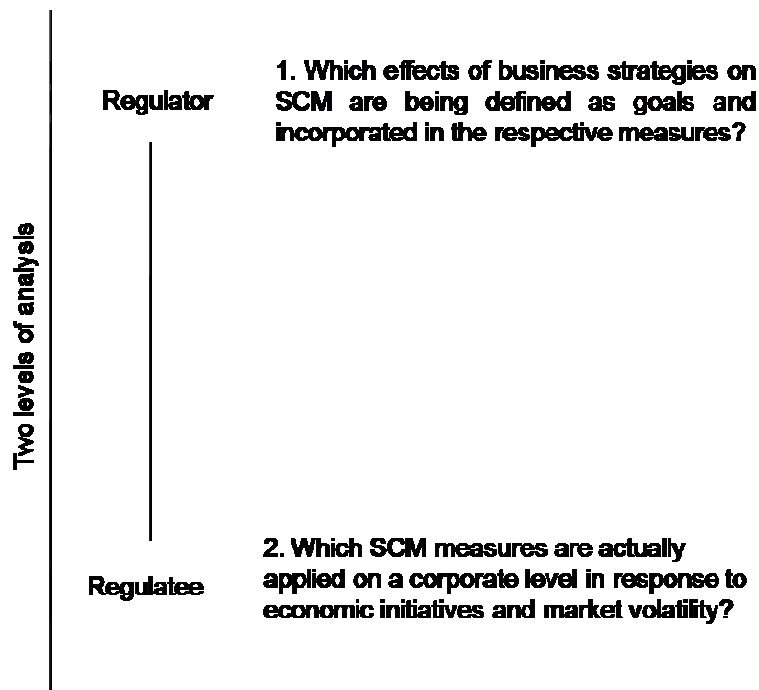 Two levels of analysis
Regulator
1. Which effects of business strategies on
SCM are being defined as goals and
incorporated in the respective measures?
Regulatee
2. Which SCM measures are actually
applied on a corporate level in response to
economic initiatives and market volatility?